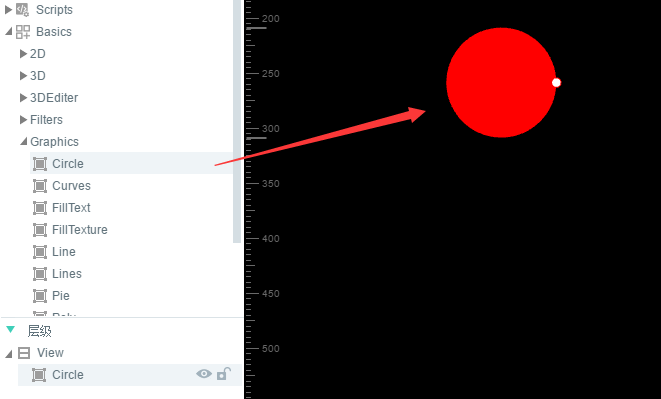 Scripts
Basics
2D
3D
3DEditer
Filters
Graphics
Circle
Curves
FillText
FillTexture
Line
Lines
Pie
层级
View
Circle
200
250
300
350
400
450
500